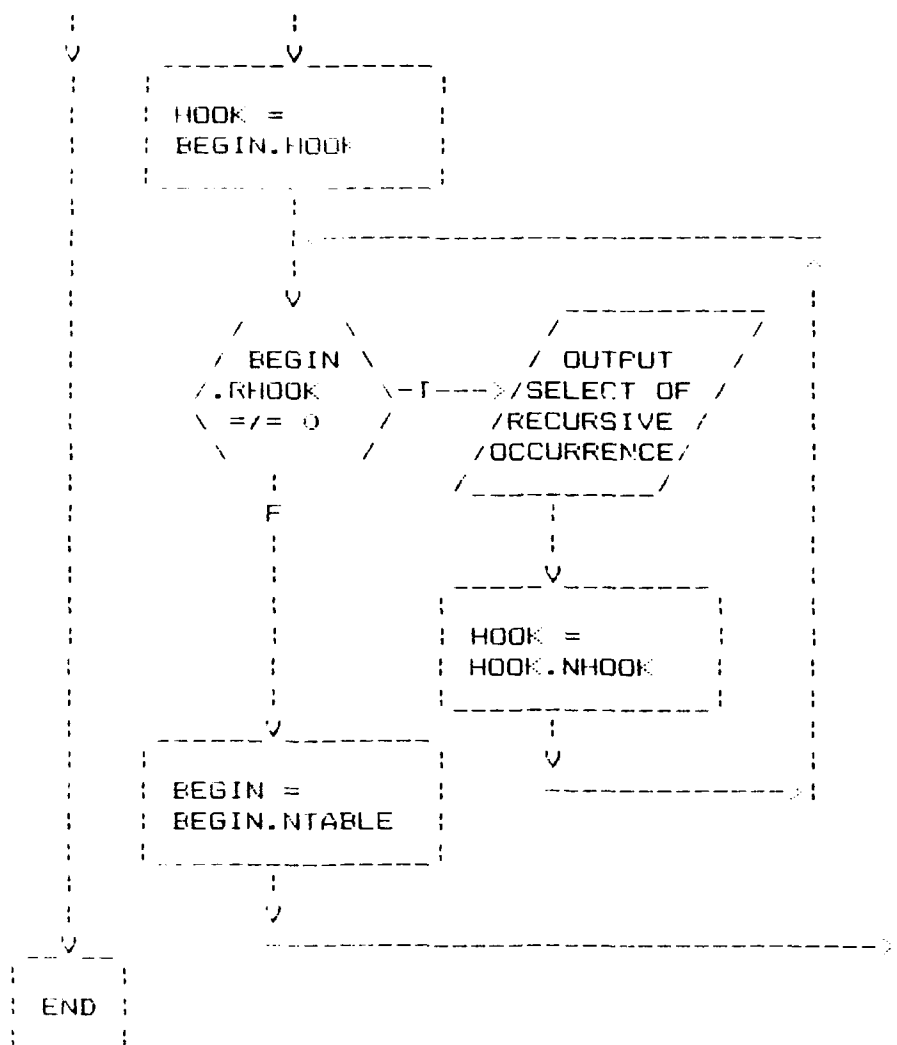 HOOK =
BEGIN.HOOK
BEGIN
.RHOOK
=/= 0
T
OUTPUT
SELECT OF
RECURSIVE
OCCURRENCE
F
HOOK =
HOOK.NHOOK
BEGIN =
BEGIN.NTABLE
END